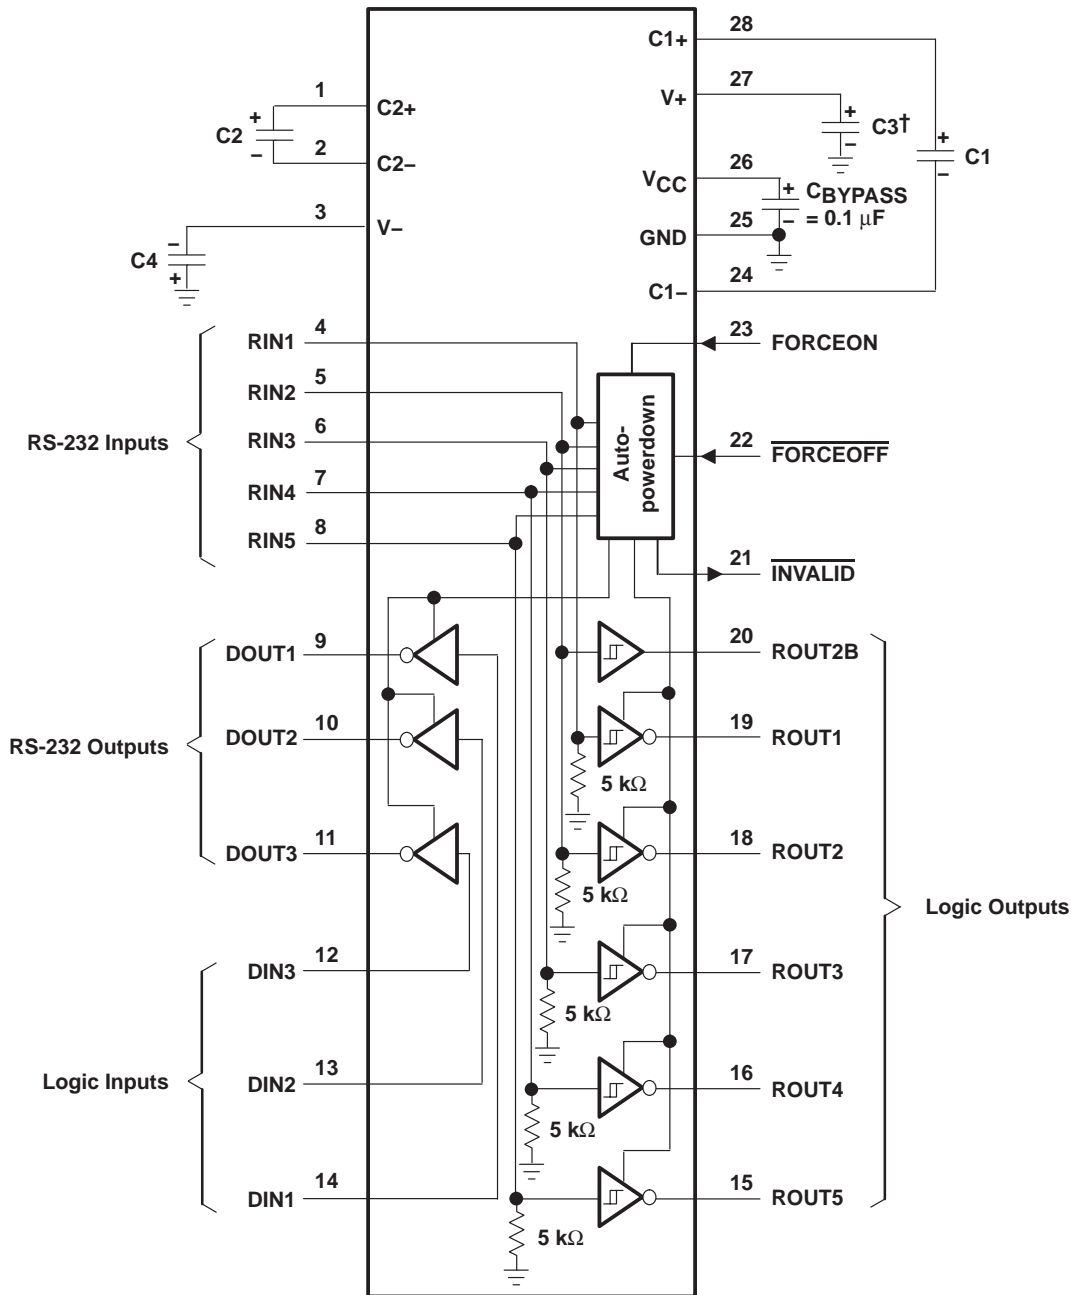 28
C1+
27
V+
1
C2+
+
C2
–
2
C2–
+
C3†
–
+
C1
–
26
VCC
+
CBYPASS
–
= 0.1 μF
25
GND
3
V–
–
C4
+
24
C1–
23
FORCEON
4
RIN1
5
RIN2
6
RIN3
RS-232 Inputs
7
RIN4
8
RIN5
Auto-
powerdown
22
FORCEOFF
21
INVALID
9
DOUT1
20
ROUT2B
10
DOUT2
RS-232 Outputs
19
ROUT1
5 kΩ
11
DOUT3
18
ROUT2
5 kΩ
Logic Outputs
12
DIN3
17
ROUT3
5 kΩ
13
DIN2
Logic Inputs
16
ROUT4
5 kΩ
14
DIN1
15
ROUT5
5 kΩ